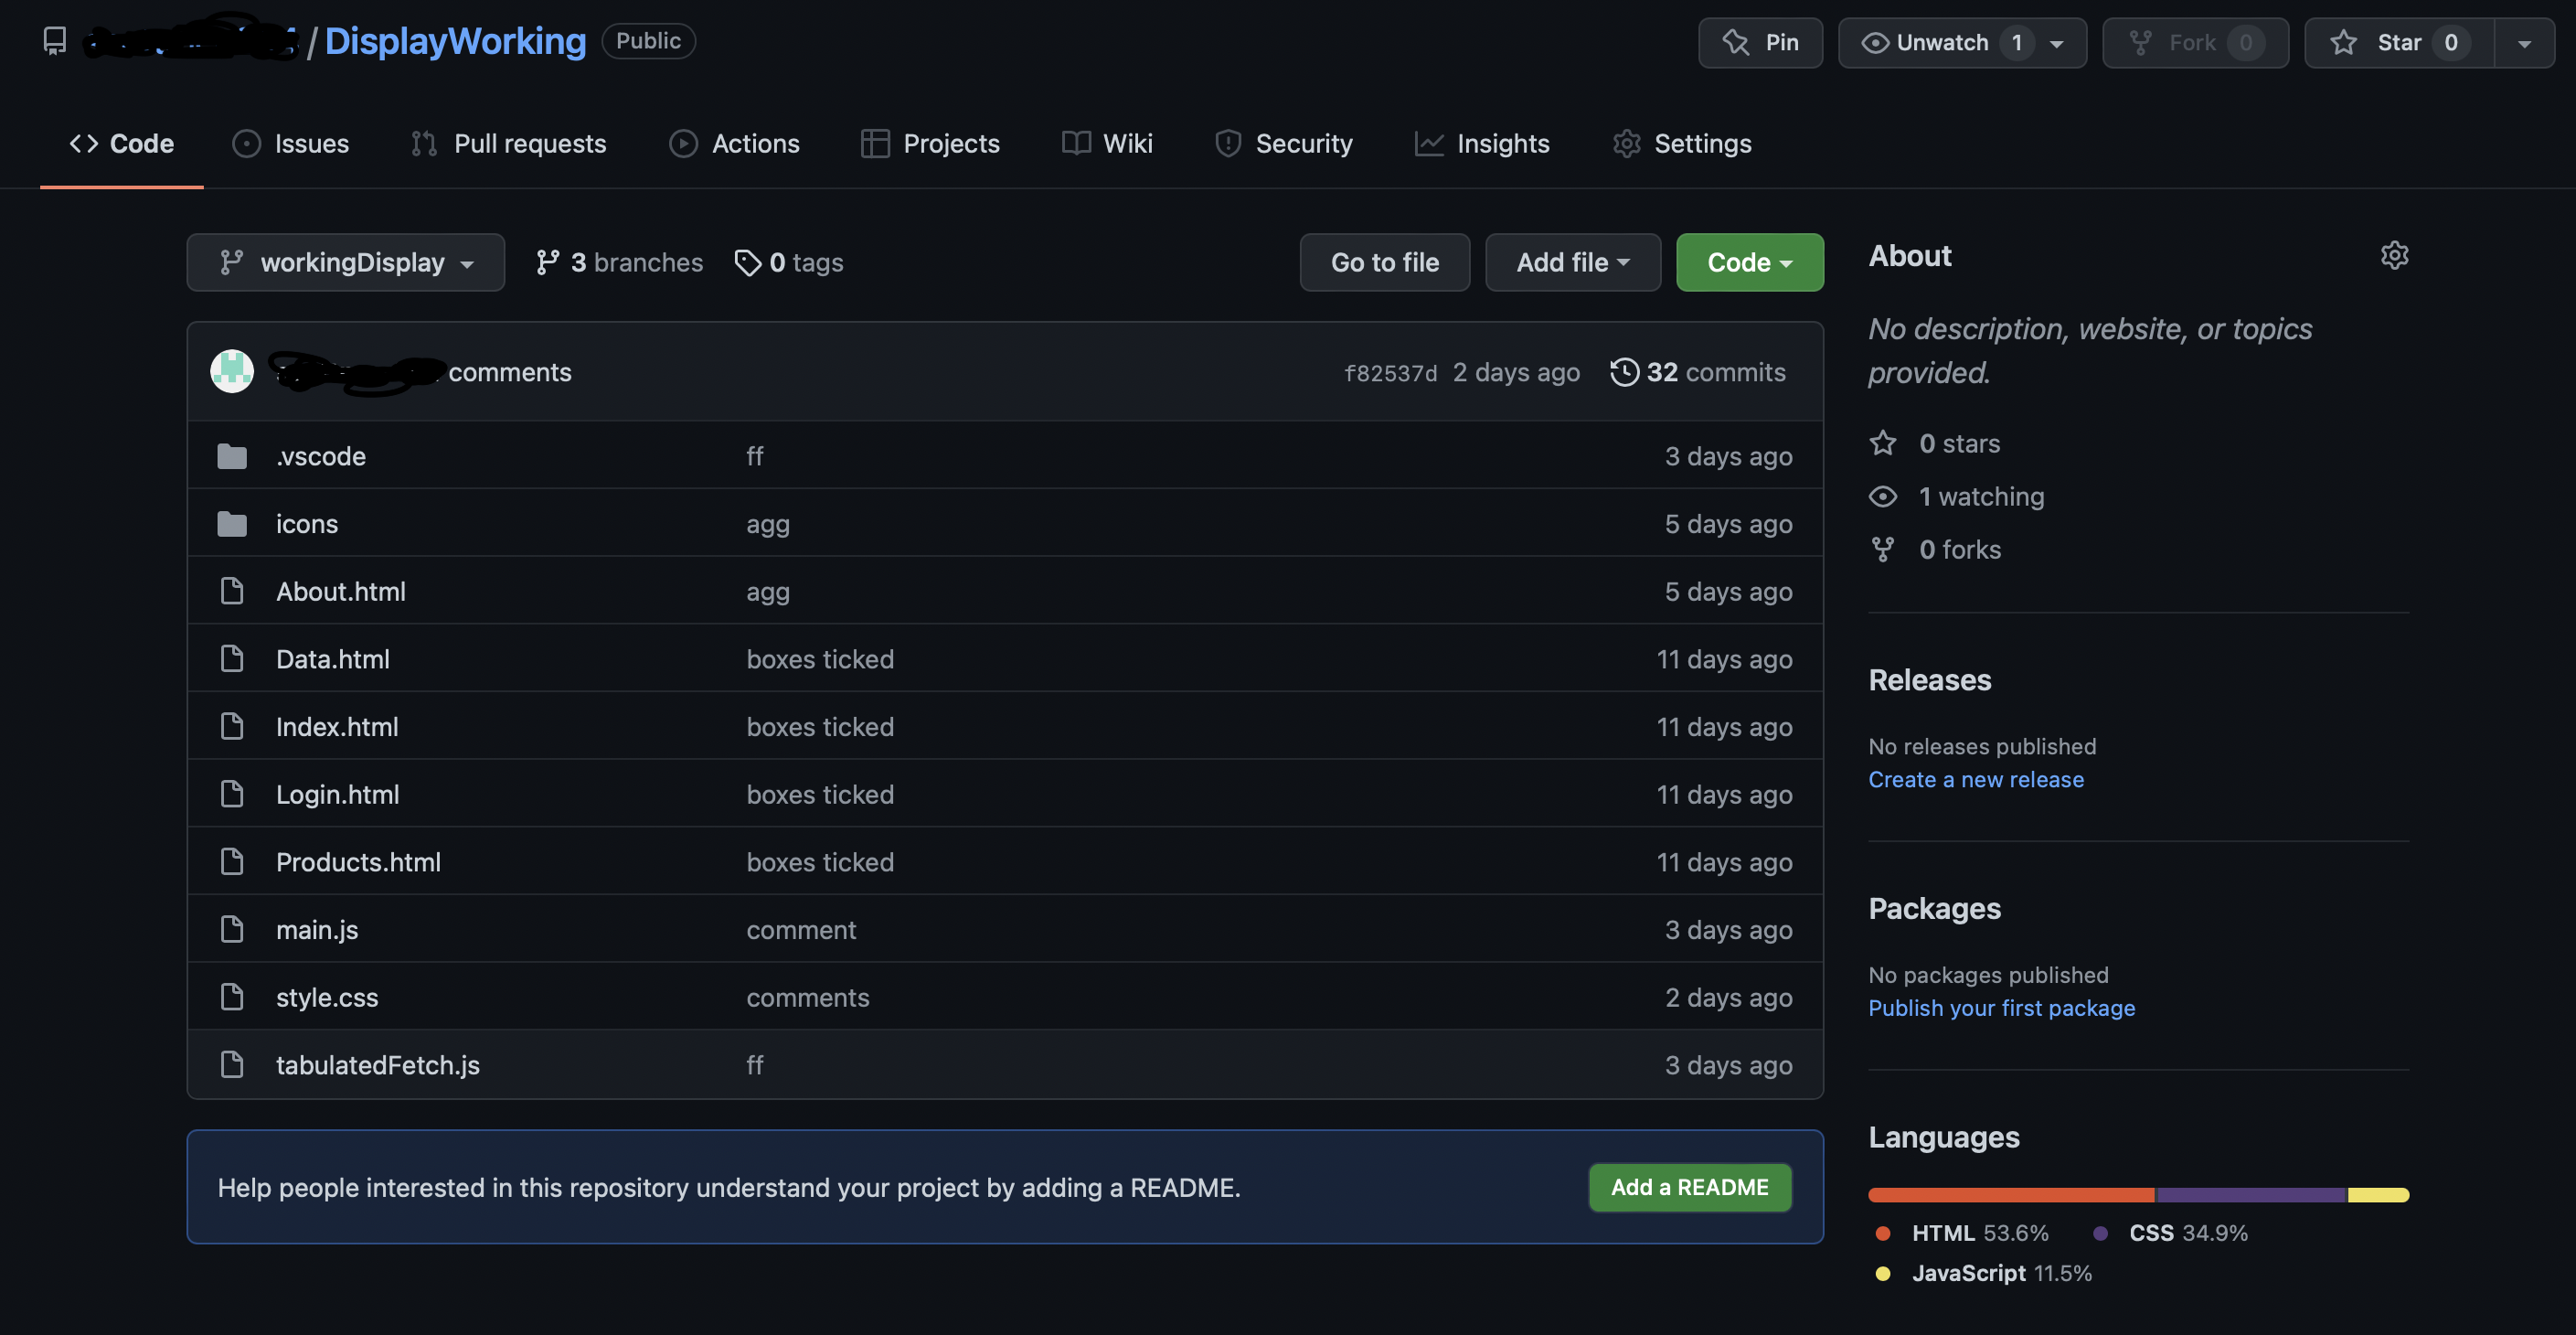 / DisplayWorking Public
Pin Unwatch 1 Fork 0 Star 0
Code Issues Pull requests Actions Projects Wiki Security Insights Settings
workingDisplay 3 branches 0 tags Go to file Add file Code
comments f82537d 2 days ago 32 commits
.vscode ff 3 days ago
icons agg 5 days ago
About.html agg 5 days ago
Data.html boxes ticked 11 days ago
Index.html boxes ticked 11 days ago
Login.html boxes ticked 11 days ago
Products.html boxes ticked 11 days ago
main.js comment 3 days ago
style.css comments 2 days ago
tabulatedFetch.js ff 3 days ago
Help people interested in this repository understand your project by adding a README. Add a README
About
No description, website, or topics
provided.
0 stars
1 watching
0 forks
Releases
No releases published
Create a new release
Packages
No packages published
Publish your first package
Languages
HTML 53.6% CSS 34.9%
JavaScript 11.5%